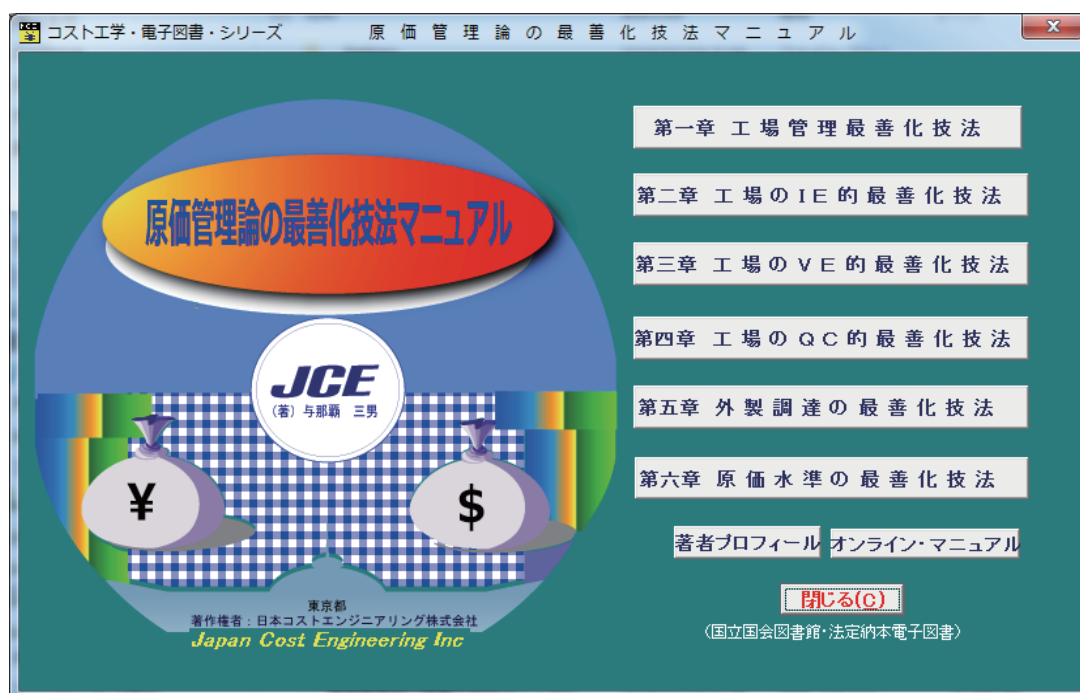 コスト工学・電子図書・シリーズ 原価管理論の最善化技法マニュアル
原価管理論の最善化技法マニュアル
JCE
(著) 与那覇 三男
¥
$
東京都
著作権者：日本コストエンジニアリング株式会社
Japan Cost Engineering Inc
第一章 工場管理最善化技法
第二章 工場のIE的最善化技法
第三章 工場のVE的最善化技法
第四章 工場のQC的最善化技法
第五章 外製調達の最善化技法
第六章 原価水準の最善化技法
著者プロフィール オンライン・マニュアル
閉じる(C)
(国立国会図書館・法定納本電子図書)